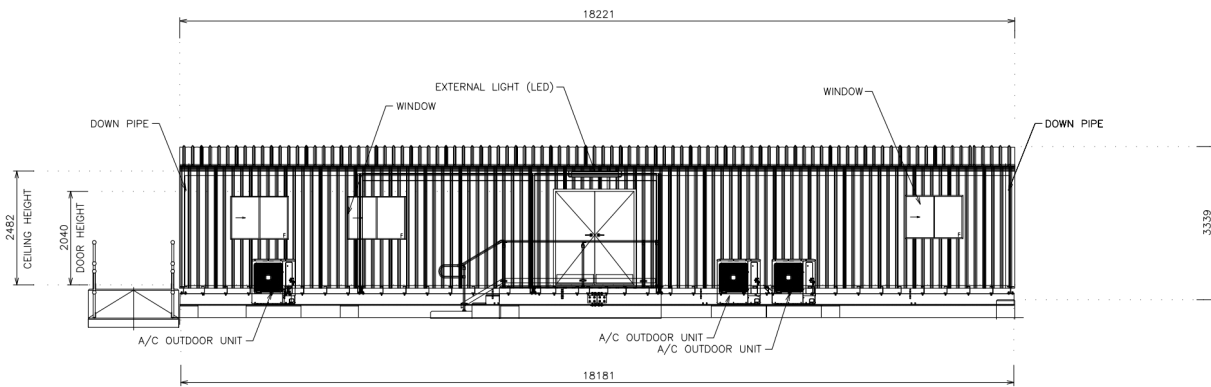 18221
EXTERNAL LIGHT (LED)
WINDOW
WINDOW
DOWN PIPE
DOWN PIPE
2482
CEILING HEIGHT
2040
DOOR HEIGHT
3339
F
F
F
A/C OUTDOOR UNIT
A/C OUTDOOR UNIT
A/C OUTDOOR UNIT
18181